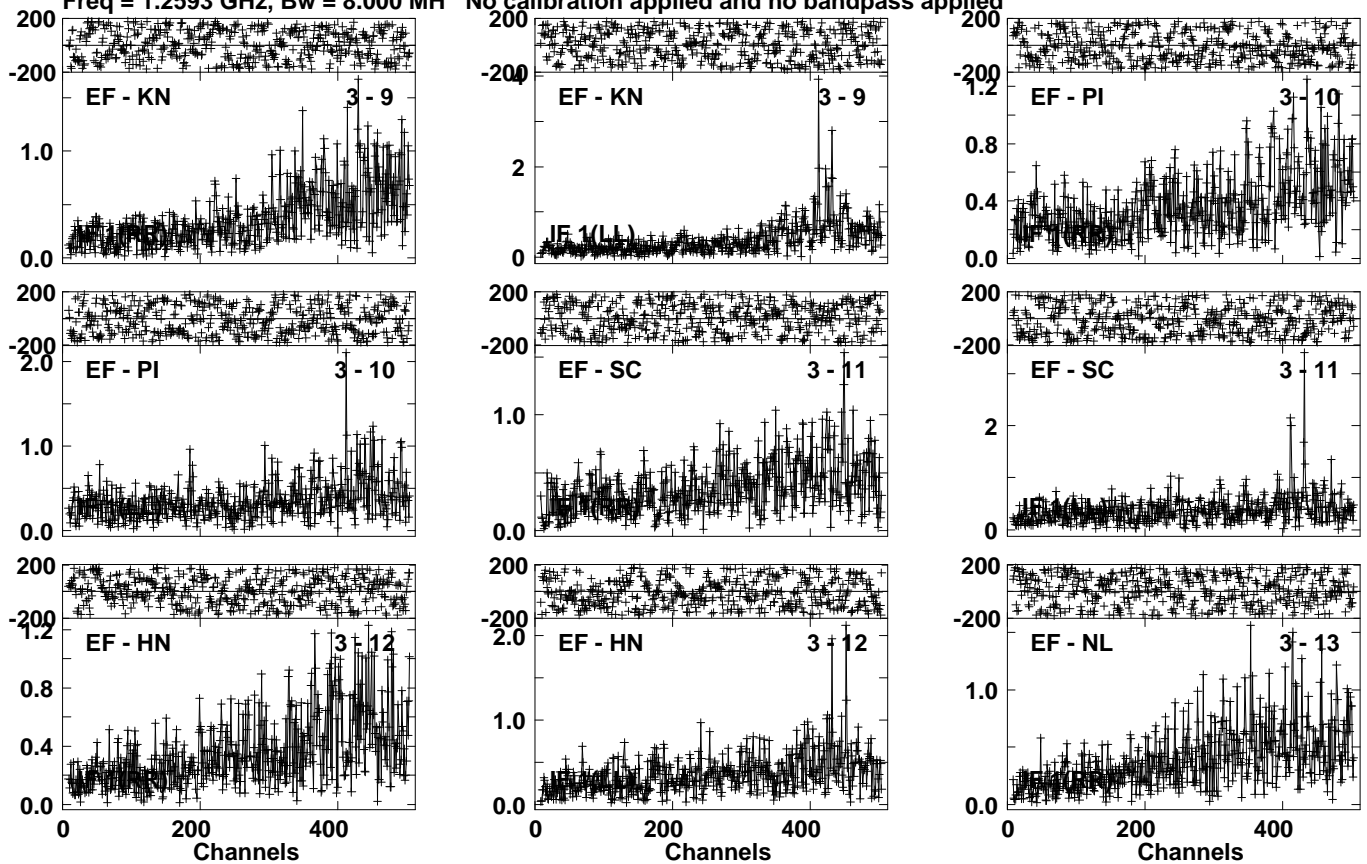 Freq = 1.2593 GHz, Bw = 8.000 MH No calibration applied and no bandpass applied
200 200 200
-200 -200 -200
EF - KN 3 - 9 EF - KN 3 - 9 EF - PI 3 - 10
4 1.2
1.0 2 0.8
0.4
IF 1(LL)
0.0 0 0.0
200 200 200
-200 -200 -200
EF - PI 3 - 10 EF - SC 3 - 11 EF - SC 3 - 11
2.0
1.0 1.0 2
0.0 0.0 0
200 200 200
-200 -200 -200
EF - HN 3 - 12 EF - HN 3 - 12 EF - NL 3 - 13
1.2 2.0
0.8 1.0 1.0
0.4
0.0 0.0 0.0
0 200 400 0 200 400 0 200 400
Channels Channels Channels